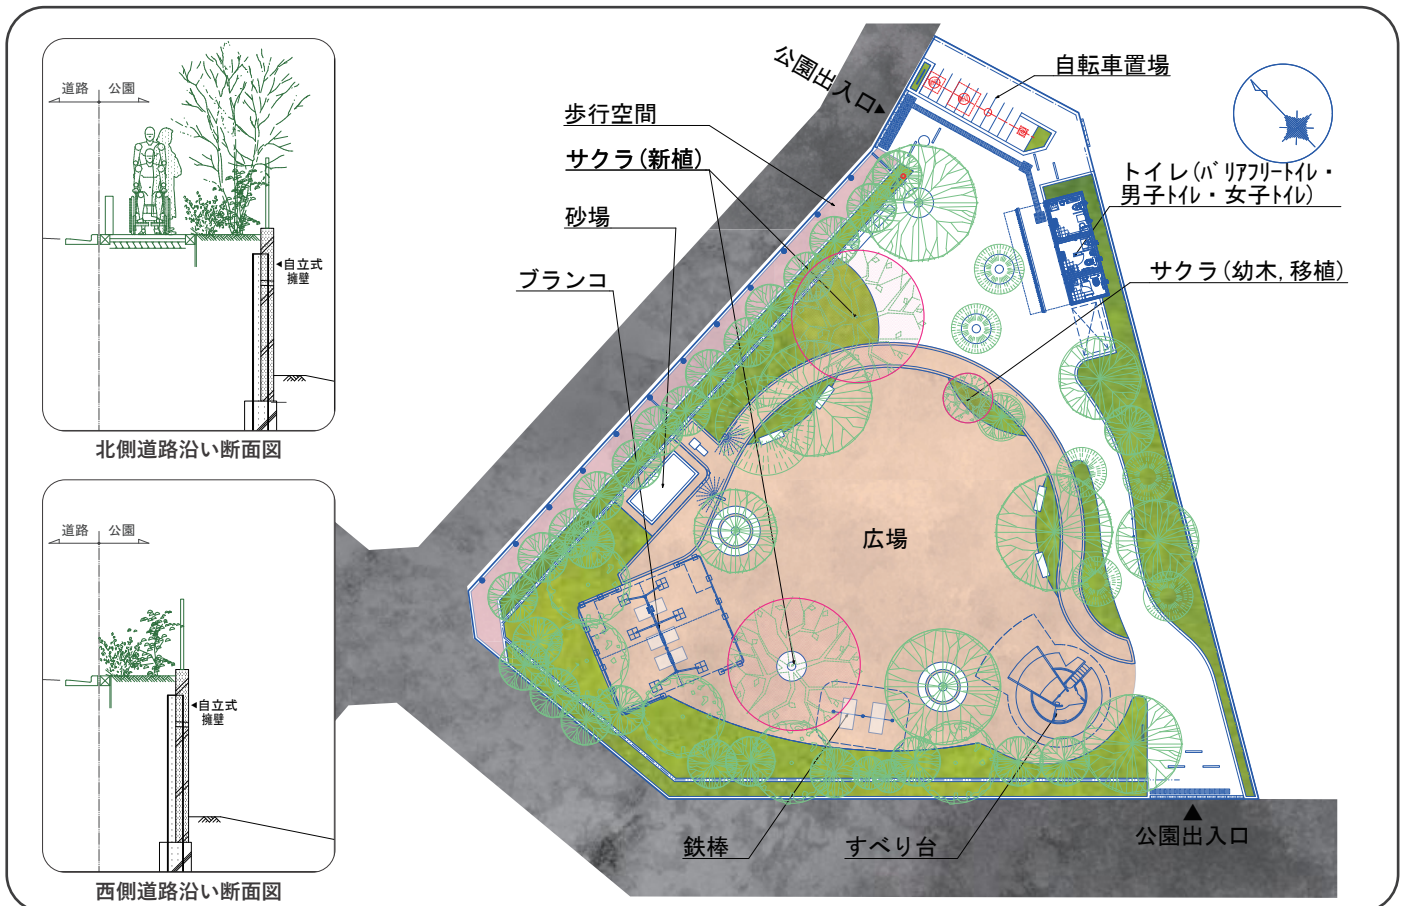 道路 公園
自立式
擁壁
北側道路沿い断面図
道路 公園
自立式
擁壁
西側道路沿い断面図
公園出入口
自転車置場
歩行空間
サクラ(新植)
砂場
ブランコ
トイレ(バリアフリートイレ・
男子トイレ・女子トイレ)
サクラ(幼木,移植)
広場
鉄棒
すべり台
公園出入口